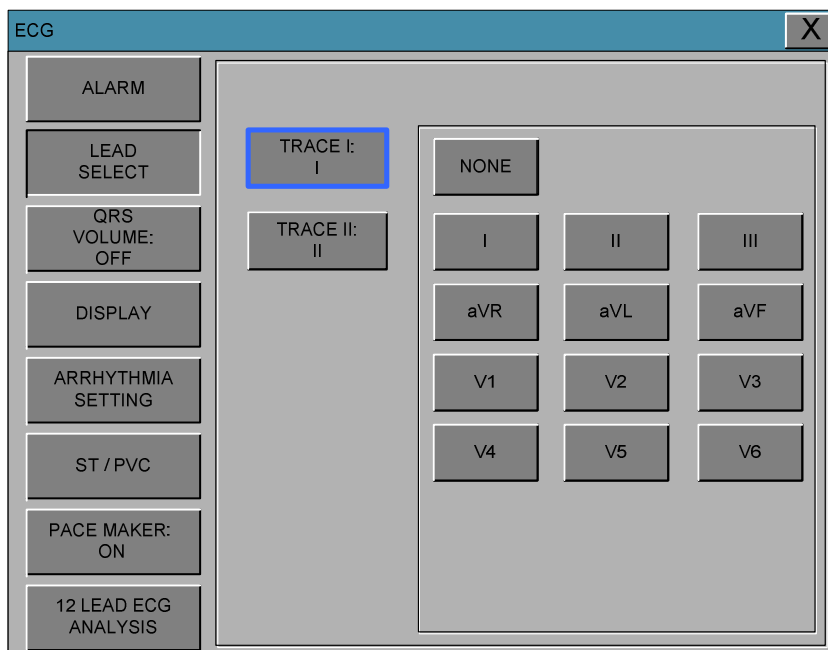 ECG
X
ALARM
LEAD
SELECT
QRS
VOLUME:
OFF
DISPLAY
ARRHYTHMIA
SETTING
ST / PVC
PACE MAKER:
ON
12 LEAD ECG
ANALYSIS
TRACE I:
I
TRACE II:
II
NONE
I II III
aVR aVL aVF
V1 V2 V3
V4 V5 V6